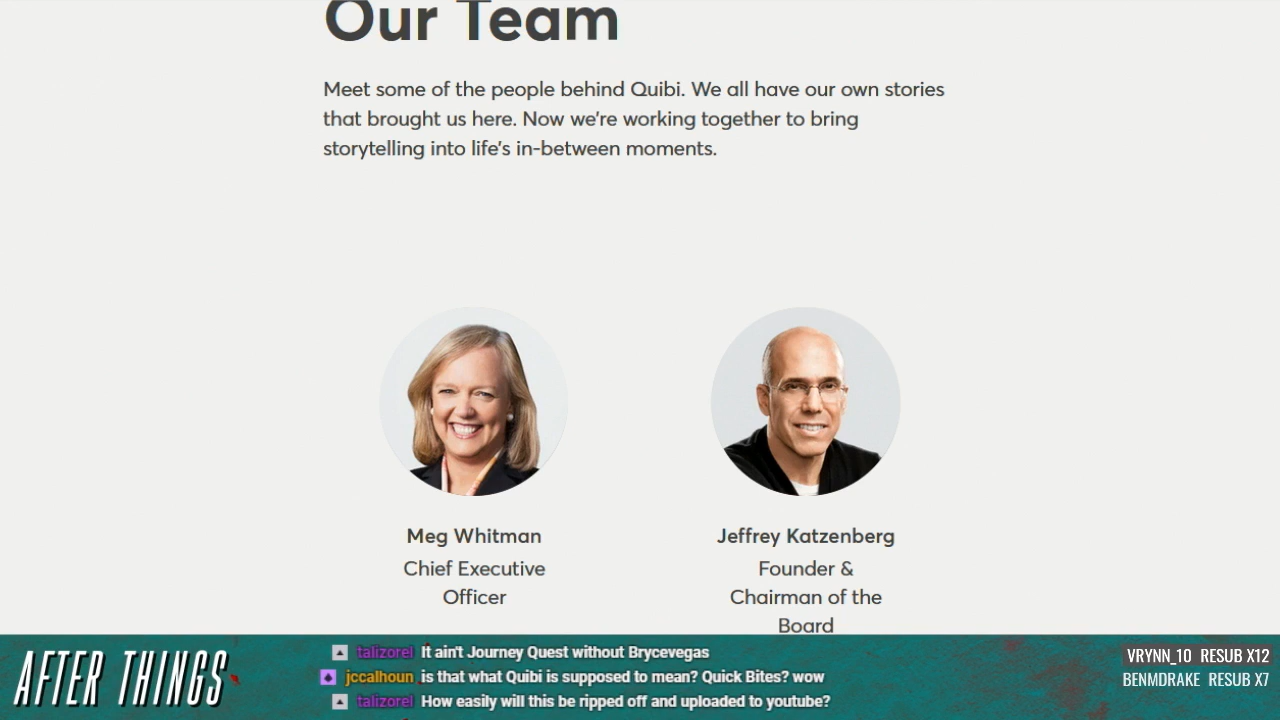 Our Team
Meet some of the people behind Quibi. We all have our own stories
that brought us here. Now we're working together to bring
storytelling into life's in-between moments.
Meg Whitman
Chief Executive
Officer
Jeffrey Katzenberg
Founder &
Chairman of the
Board
AFTER THINGS
talizorel It ain't Journey Quest without Brycevegas
jccalhoun is that what Quibi is supposed to mean? Quick Bites? wow
talizorel How easily will this be ripped off and uploaded to youtube?
VRYNN_10 RESUB X12
BENMDRAKE RESUB X7